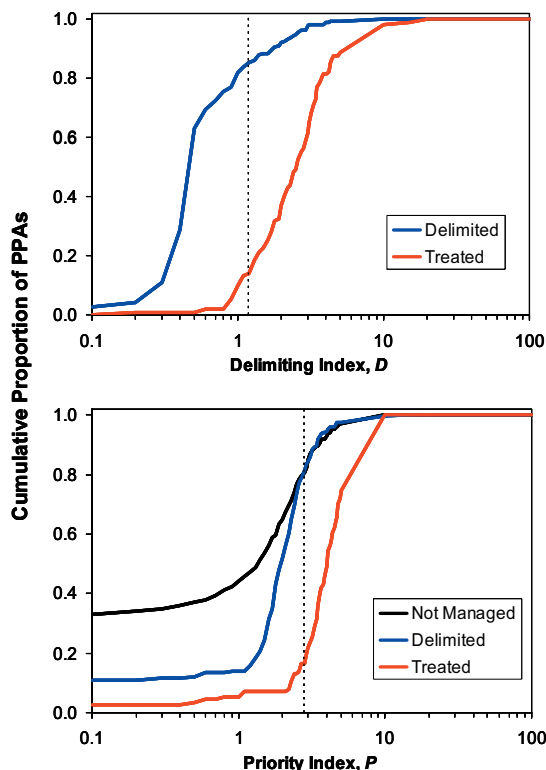 Cumulative Proportion of PPAs
1.0
0.8
0.6
0.4
0.2
0.0
Delimited
Treated
0.1
1
10
100
Delimiting Index, D
1.0
0.8
0.6
0.4
0.2
0.0
Not Managed
Delimited
Treated
0.1
1
10
100
Priority Index, P